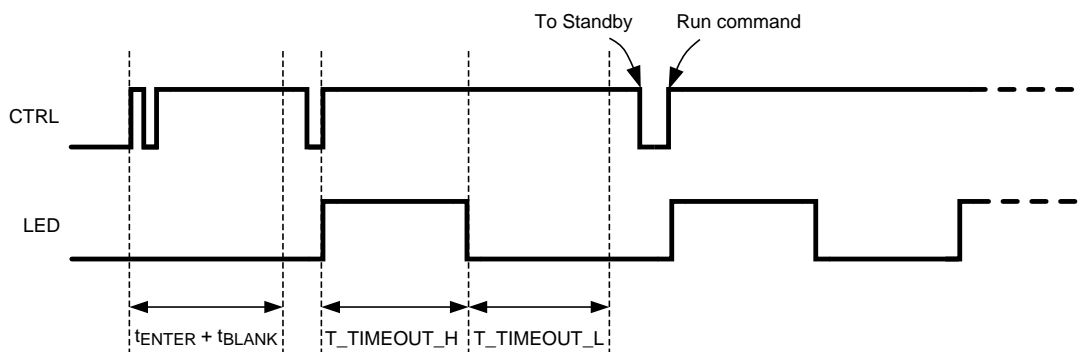 To Standby Run command
CTRL
LED
tENTER + tBLANK T_TIMEOUT_H T_TIMEOUT_L